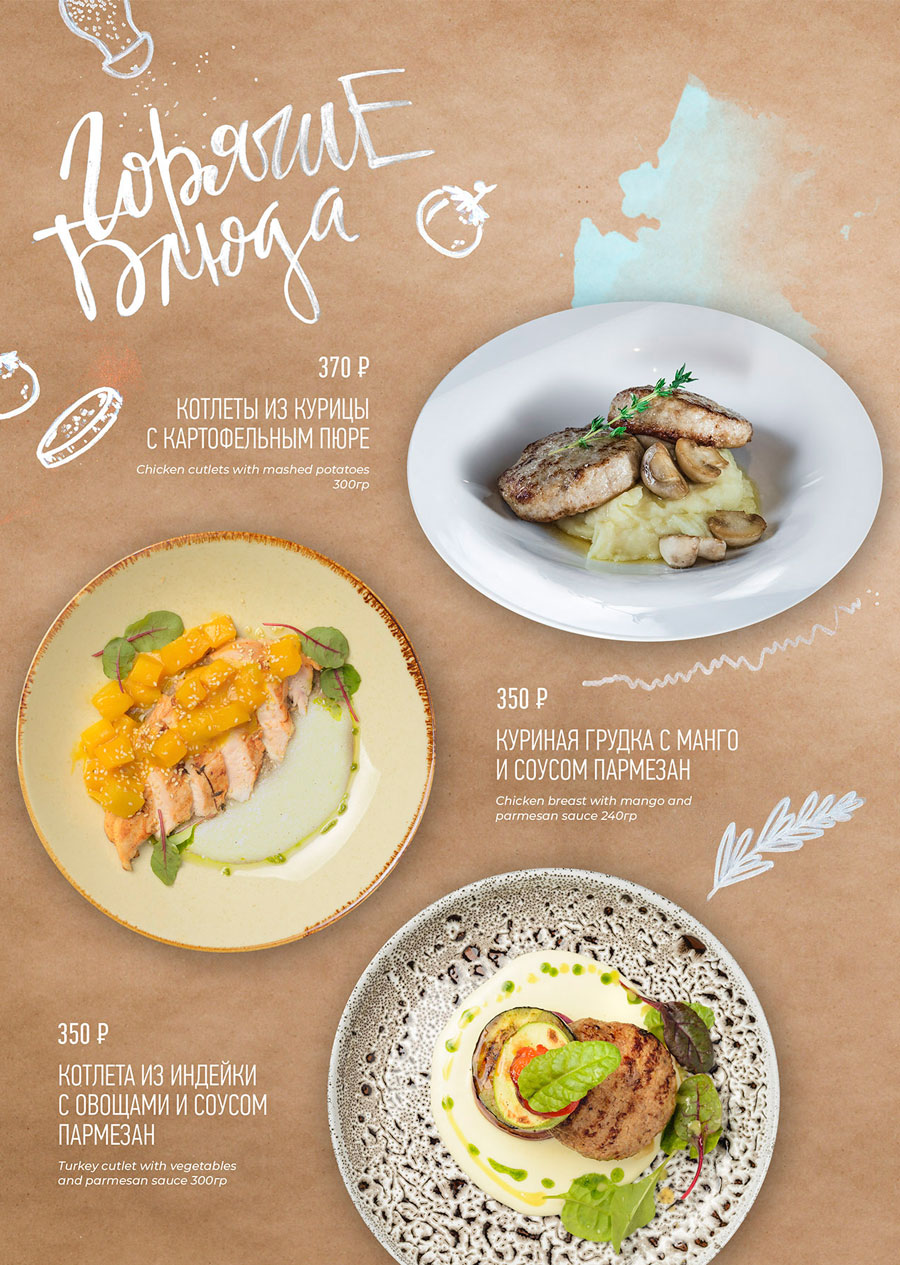 Горячие
Блюда
370 ₽
КОТЛЕТЫ ИЗ КУРИЦЫ
С КАРТОФЕЛЬНЫМ ПЮРЕ
Chicken cutlets with mashed potatoes
300гр
350 ₽
КУРИНАЯ ГРУДКА С МАНГО
И СОУСОМ ПАРМЕЗАН
Chicken breast with mango and
parmesan sauce 240гр
350 ₽
КОТЛЕТА ИЗ ИНДЕЙКИ
С ОВОЩАМИ И СОУСОМ
ПАРМЕЗАН
Turkey cutlet with vegetables
and parmesan sauce 300гр